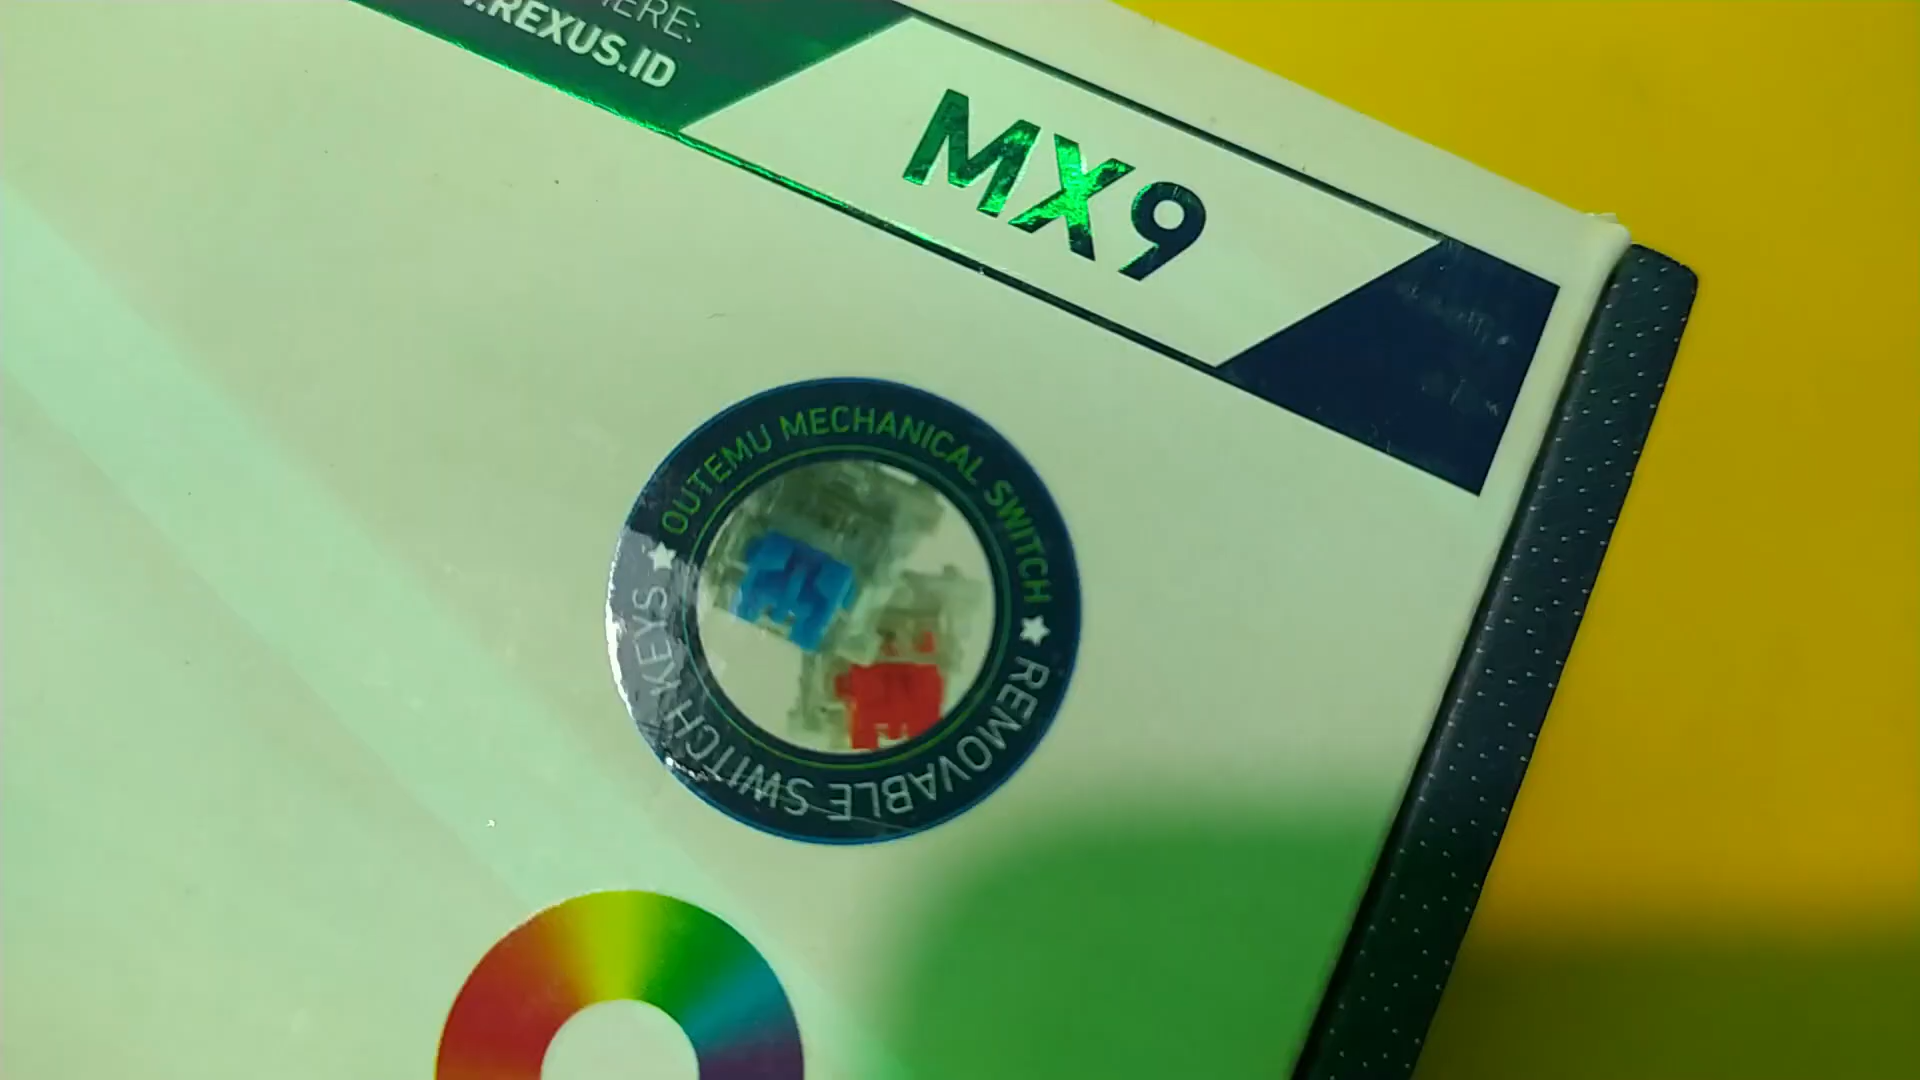 HERE:
.REXUS.ID
MX9
OUTEMU MECHANICAL SWITCH
REMOVABLE SWITCH KEYS